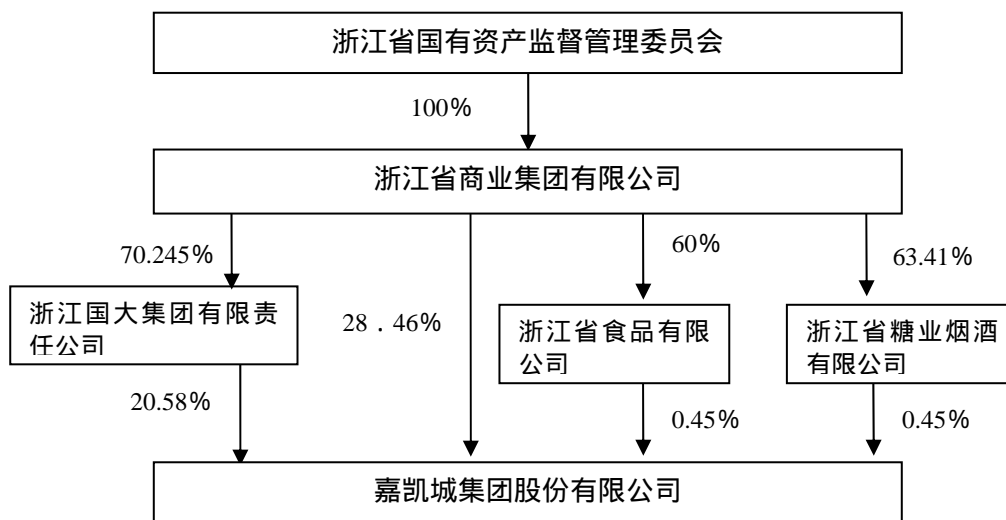 浙江省国有资产监督管理委员会
100%
浙江省商业集团有限公司
70.245%
28．46%
60%
63.41%
浙江国大集团有限责
任公司
浙江省食品有限
公司
浙江省糖业烟酒
有限公司
20.58%
0.45%
0.45%
嘉凯城集团股份有限公司